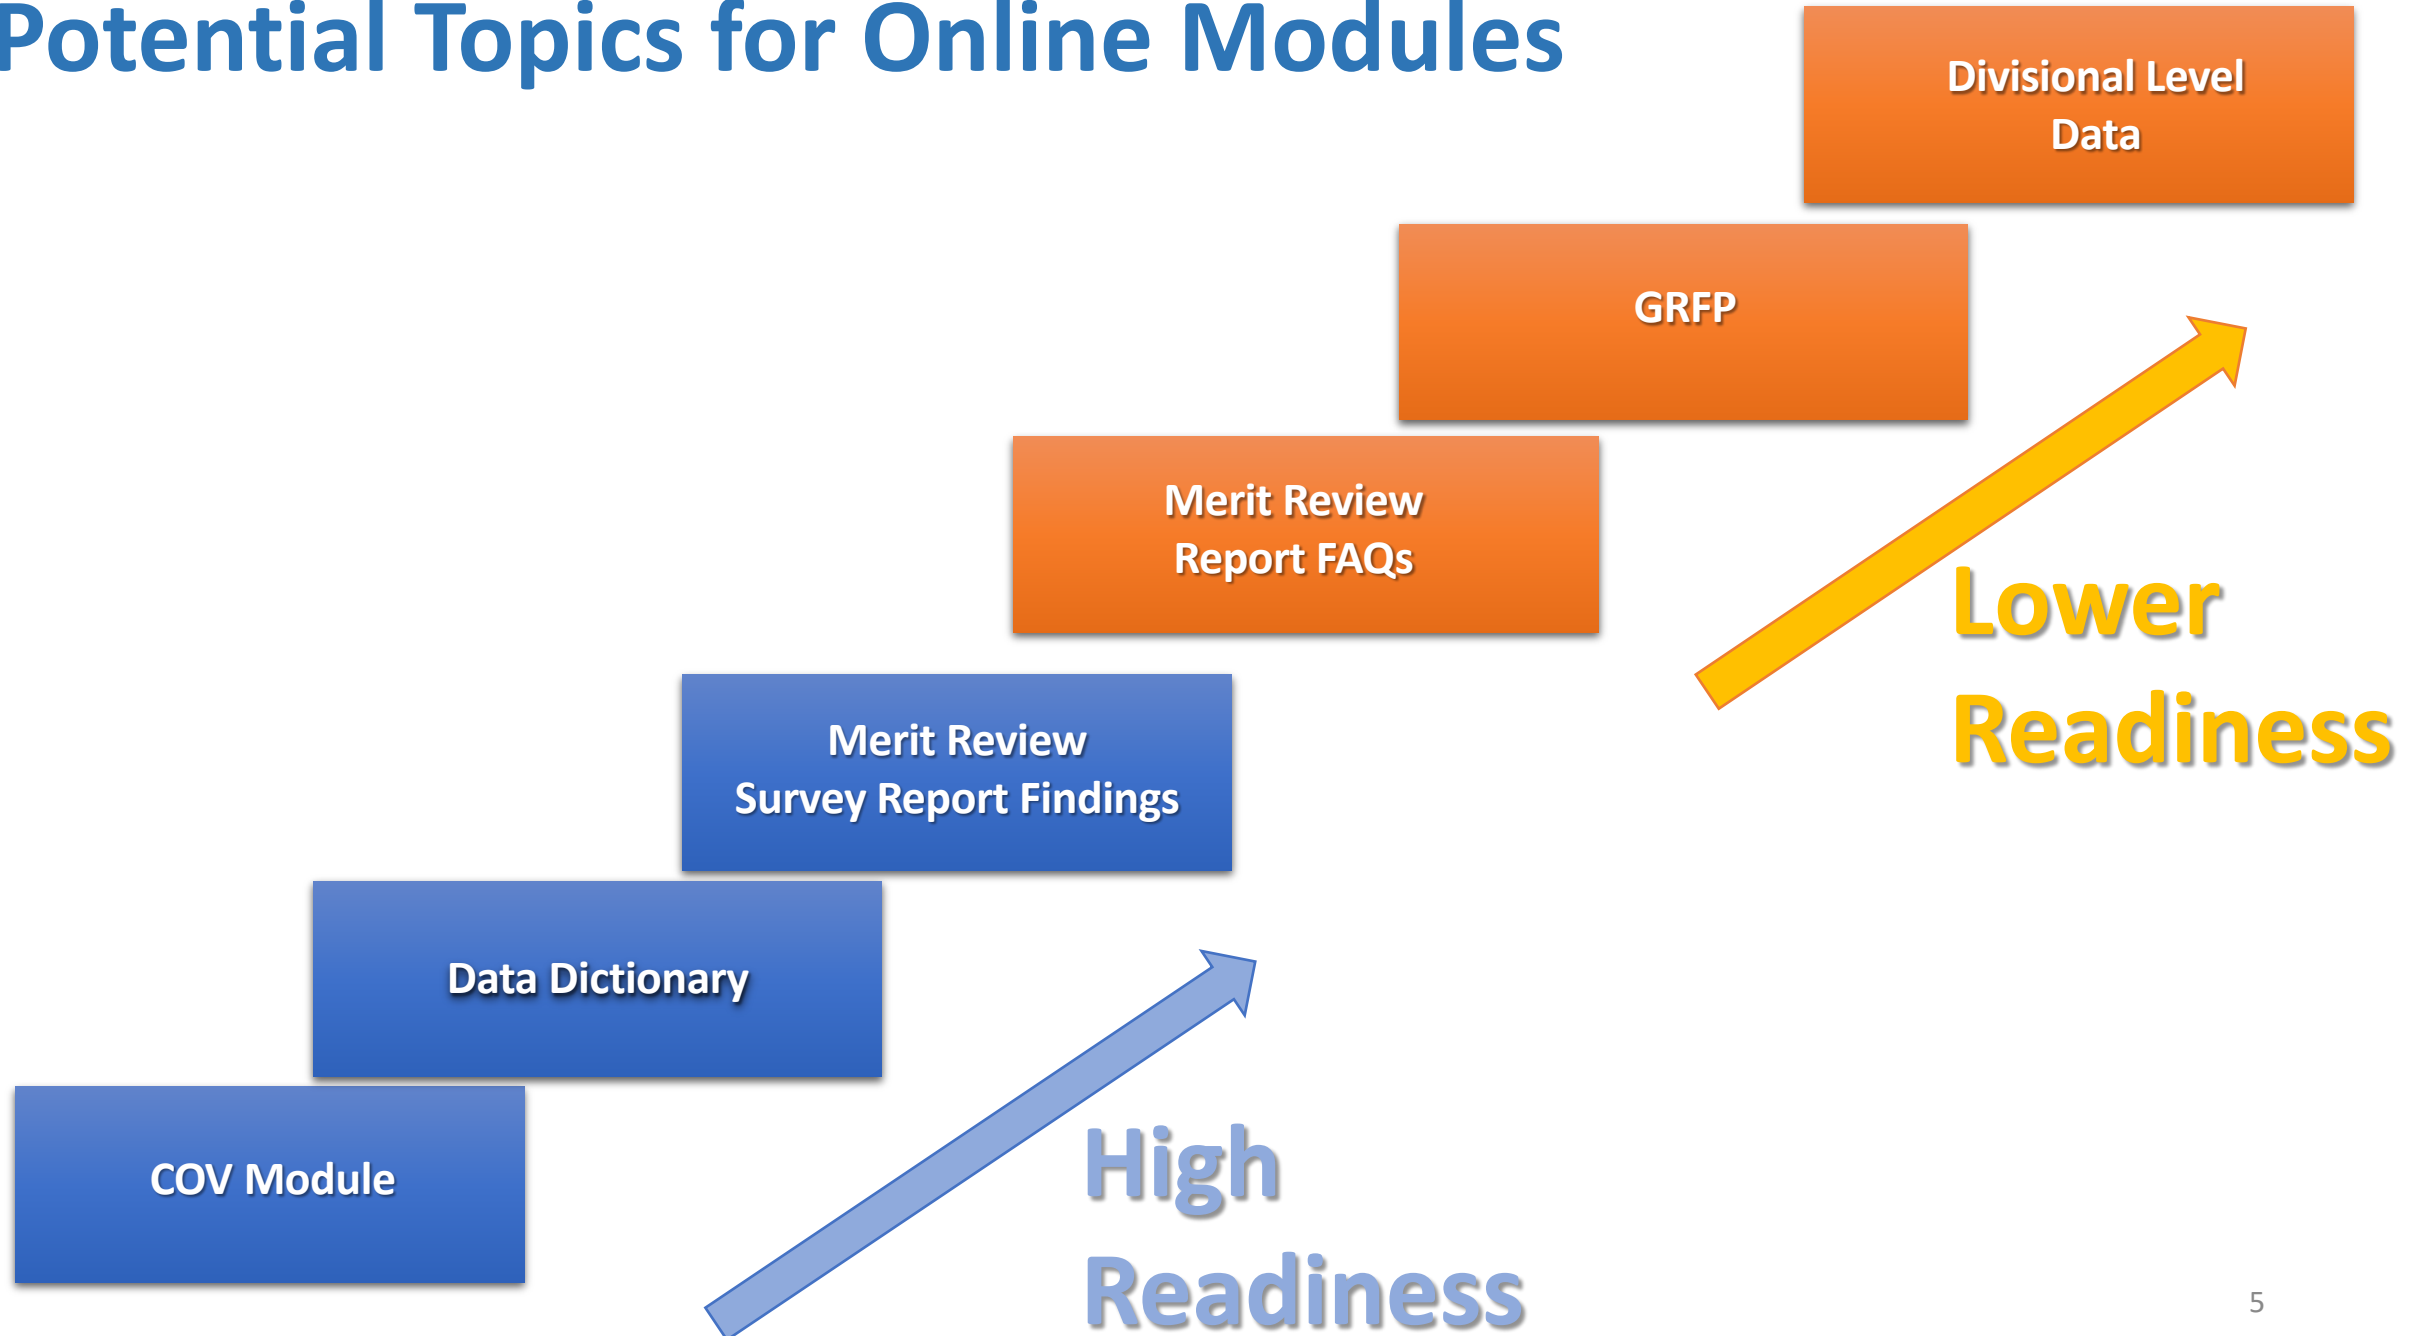 Potential Topics for Online Modules
Divisional Level
Data
GRFP
Merit Review
Report FAQs
Lower
Readiness
Merit Review
Survey Report Findings
Data Dictionary
COV Module
High
Readiness
5